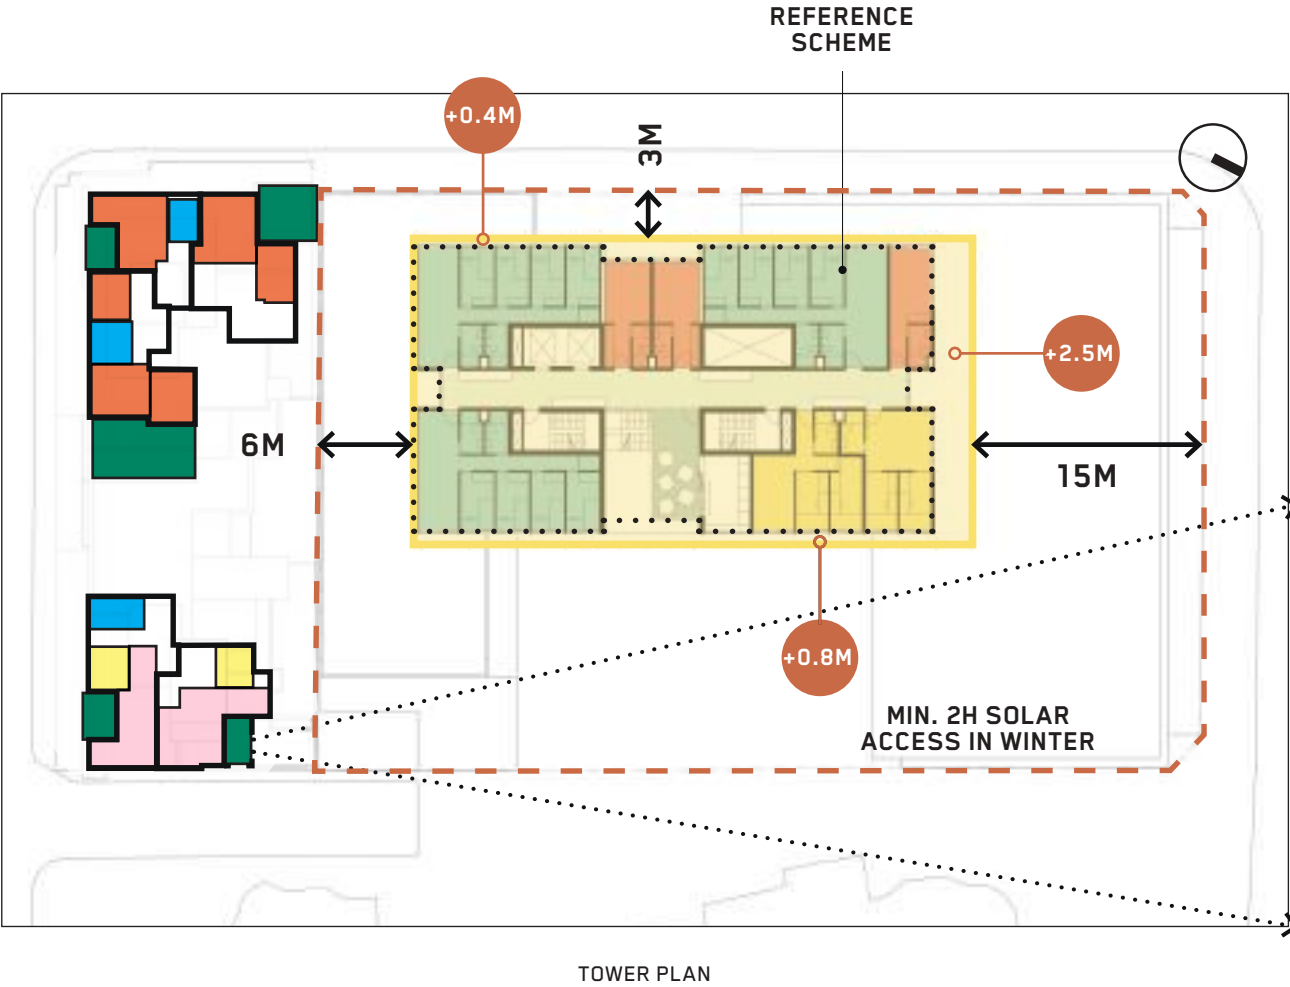 REFERENCE
SCHEME
+0.4M
3M
+2.5M
6M
15M
+0.8M
MIN. 2H SOLAR
ACCESS IN WINTER
TOWER PLAN